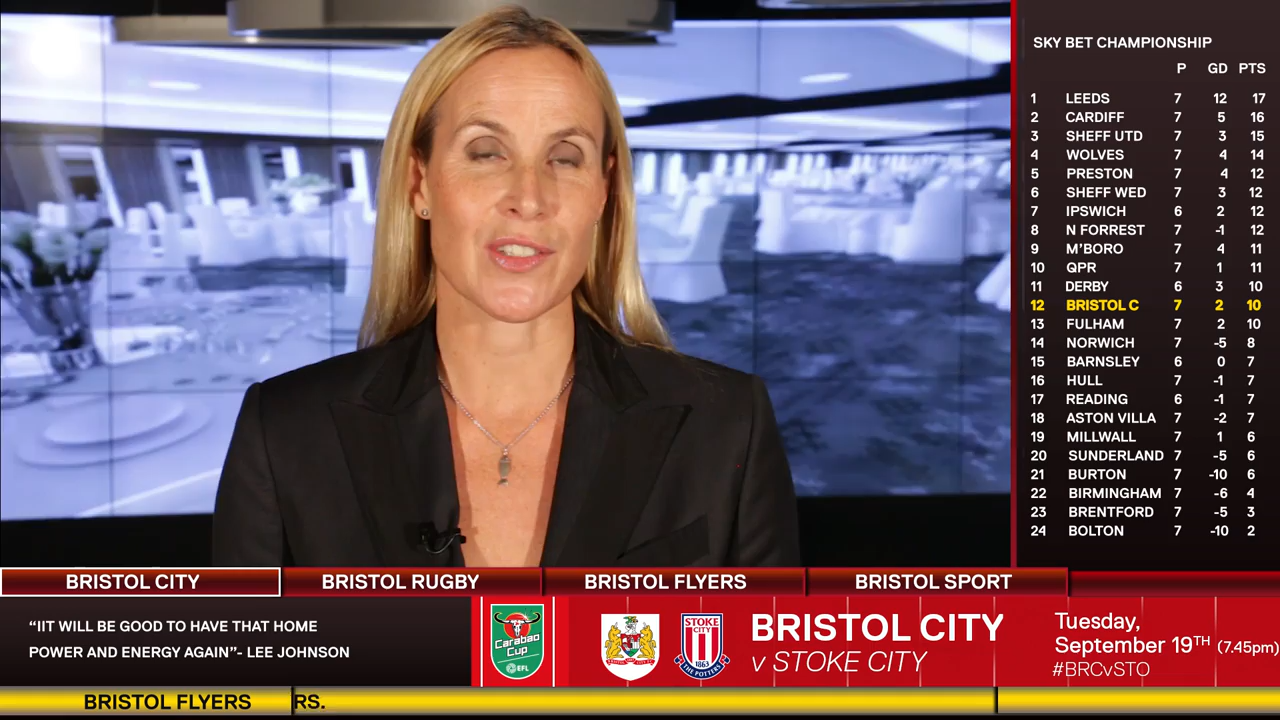 SKY BET CHAMPIONSHIP
P GD PTS
1 LEEDS 7 12 17
2 CARDIFF 7 5 16
3 SHEFF UTD 7 3 15
4 WOLVES 7 4 14
5 PRESTON 7 4 12
6 SHEFF WED 7 3 12
7 IPSWICH 6 2 12
8 N FORREST 7 -1 12
9 M'BORO 7 4 11
10 QPR 7 1 11
11 DERBY 6 3 10
12 BRISTOL C 7 2 10
13 FULHAM 7 2 10
14 NORWICH 7 -5 8
15 BARNSLEY 6 0 7
16 HULL 7 -1 7
17 READING 6 -1 7
18 ASTON VILLA 7 -2 7
19 MILLWALL 7 1 6
20 SUNDERLAND 7 -5 6
21 BURTON 7 -10 6
22 BIRMINGHAM 7 -6 4
23 BRENTFORD 7 -5 3
24 BOLTON 7 -10 2
BRISTOL CITY BRISTOL RUGBY BRISTOL FLYERS BRISTOL SPORT
“IIT WILL BE GOOD TO HAVE THAT HOME
POWER AND ENERGY AGAIN”- LEE JOHNSON
Carabao
Cup
EFL
STOKE
CITY
1863
THE POTTERS
BRISTOL CITY
v STOKE CITY
Tuesday,
September 19TH (7.45pm)
#BRCvSTO
BRISTOL FLYERS RS.